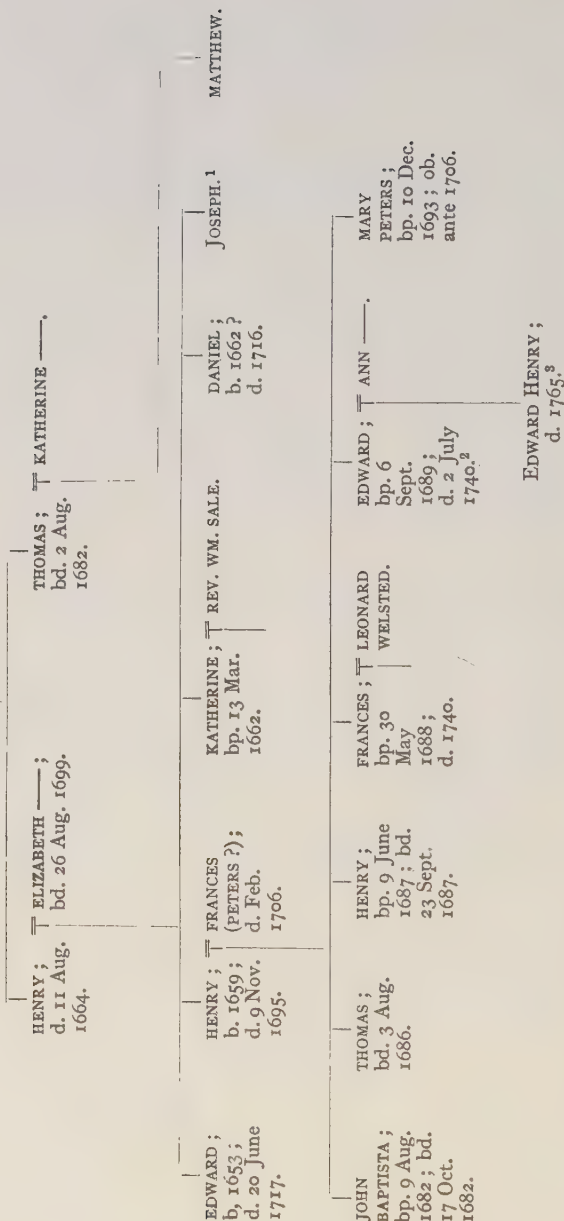 HENRY ;
d. 11 Aug.
1664.
╤ ELIZABETH —— ;
bd. 26 Aug. 1699.
THOMAS ;
bd. 2 Aug.
1682.
╤ KATHERINE ——.
EDWARD ;
b, 1653 ;
d. 20 June
1717.
HENRY ;
b. 1659 ;
d. 9 Nov.
1695.
╤ FRANCES
(PETERS ?);
d. Feb.
1706.
KATHERINE ;
bp. 13 Mar.
1662.
╤ REV. WM. SALE.
DANIEL ;
b. 1662 ?
d. 1716.
JOSEPH.¹
MATTHEW.
JOHN
BAPTISTA ;
bp. 9 Aug.
1682 ; bd.
17 Oct.
1682.
THOMAS ;
bd. 3 Aug.
1686.
HENRY ;
bp. 9 June
1687 ; bd.
23 Sept.
1687.
FRANCES ;
bp. 30
May
1688 ;
d. 1740.
╤ LEONARD
WELSTED.
EDWARD ;
bp. 6
Sept.
1689 ;
d. 2 July
1740.²
╤ ANN ——.
MARY
PETERS ;
bp. 10 Dec.
1693 ; ob.
ante 1706.
EDWARD HENRY ;
d. 1765.³